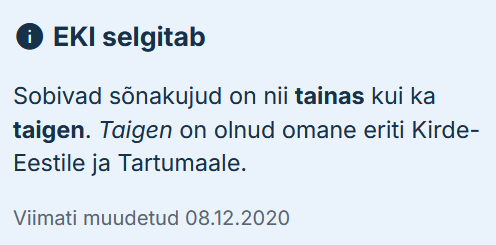 EKI selgitab
Sobivad sõnakujud on nii tainas kui ka
taigen. Taigen on olnud omane eriti Kirde-
Eestile ja Tartumaale.
Viimati muudetud 08.12.2020